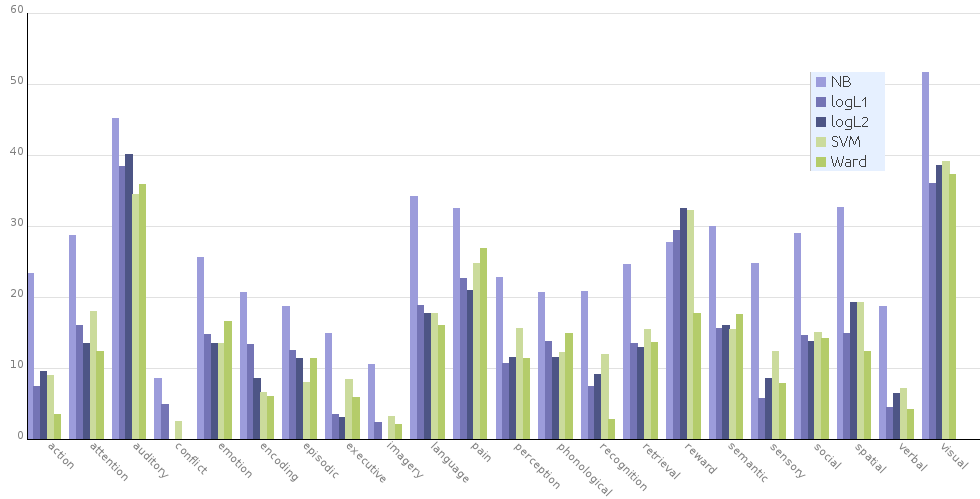 60
50
40
30
20
10
0
NB
logL1
logL2
SVM
Ward
action
attention
auditory
conflict
emotion
encoding
episodic
executive
imagery
language
pain
perception
phonological
recognition
retrieval
reward
semantic
sensory
social
spatial
verbal
visual